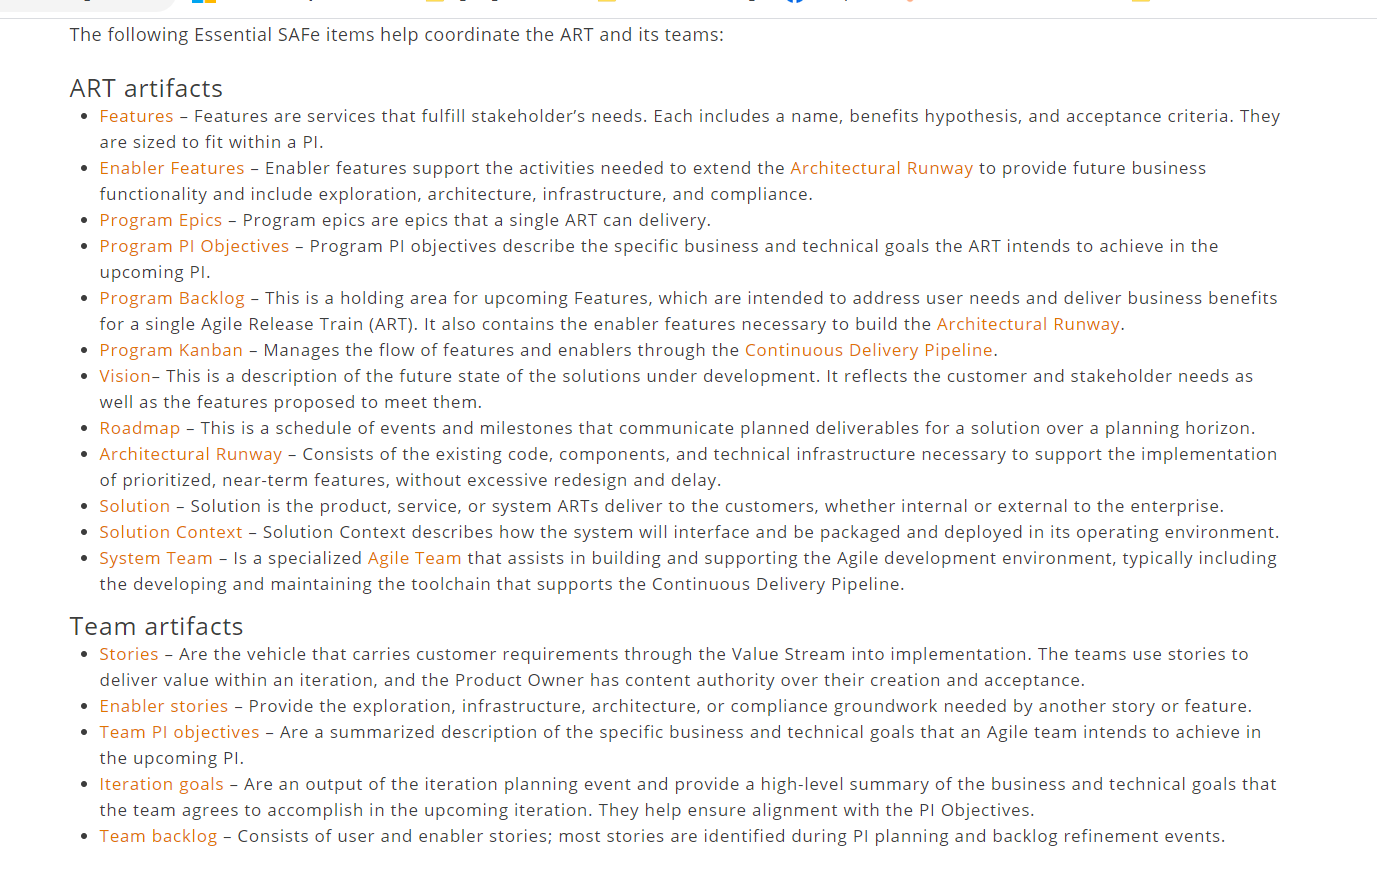 The following Essential SAFe items help coordinate the ART and its teams:
ART artifacts
Features – Features are services that fulfill stakeholder’s needs. Each includes a name, benefits hypothesis, and acceptance criteria. They
are sized to fit within a PI.
Enabler Features – Enabler features support the activities needed to extend the Architectural Runway to provide future business
functionality and include exploration, architecture, infrastructure, and compliance.
Program Epics – Program epics are epics that a single ART can delivery.
Program PI Objectives – Program PI objectives describe the specific business and technical goals the ART intends to achieve in the
upcoming PI.
Program Backlog – This is a holding area for upcoming Features, which are intended to address user needs and deliver business benefits
for a single Agile Release Train (ART). It also contains the enabler features necessary to build the Architectural Runway.
Program Kanban – Manages the flow of features and enablers through the Continuous Delivery Pipeline.
Vision– This is a description of the future state of the solutions under development. It reflects the customer and stakeholder needs as
well as the features proposed to meet them.
Roadmap – This is a schedule of events and milestones that communicate planned deliverables for a solution over a planning horizon.
Architectural Runway – Consists of the existing code, components, and technical infrastructure necessary to support the implementation
of prioritized, near-term features, without excessive redesign and delay.
Solution – Solution is the product, service, or system ARTs deliver to the customers, whether internal or external to the enterprise.
Solution Context – Solution Context describes how the system will interface and be packaged and deployed in its operating environment.
System Team – Is a specialized Agile Team that assists in building and supporting the Agile development environment, typically including
the developing and maintaining the toolchain that supports the Continuous Delivery Pipeline.
Team artifacts
Stories – Are the vehicle that carries customer requirements through the Value Stream into implementation. The teams use stories to
deliver value within an iteration, and the Product Owner has content authority over their creation and acceptance.
Enabler stories – Provide the exploration, infrastructure, architecture, or compliance groundwork needed by another story or feature.
Team PI objectives – Are a summarized description of the specific business and technical goals that an Agile team intends to achieve in
the upcoming PI.
Iteration goals – Are an output of the iteration planning event and provide a high-level summary of the business and technical goals that
the team agrees to accomplish in the upcoming iteration. They help ensure alignment with the PI Objectives.
Team backlog – Consists of user and enabler stories; most stories are identified during PI planning and backlog refinement events.